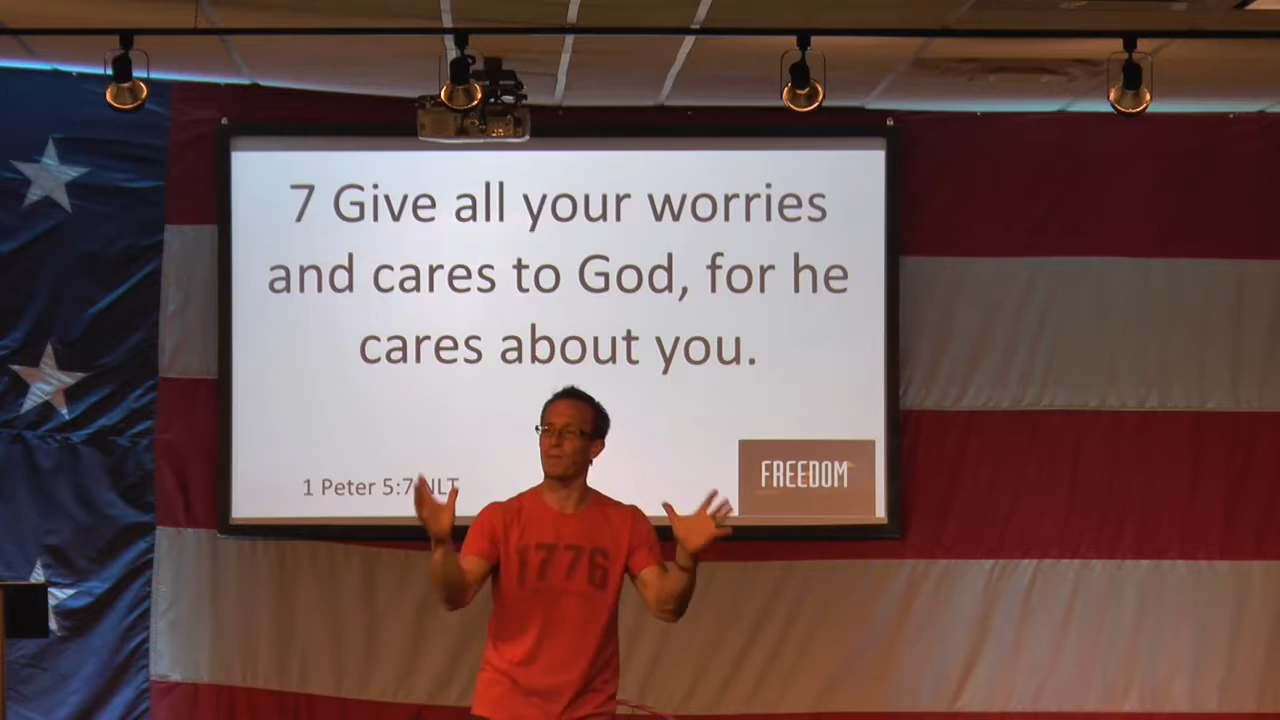 7 Give all your worries
and cares to God, for he
cares about you.
1 Peter 5:7 NLT
FREEDOM
1776